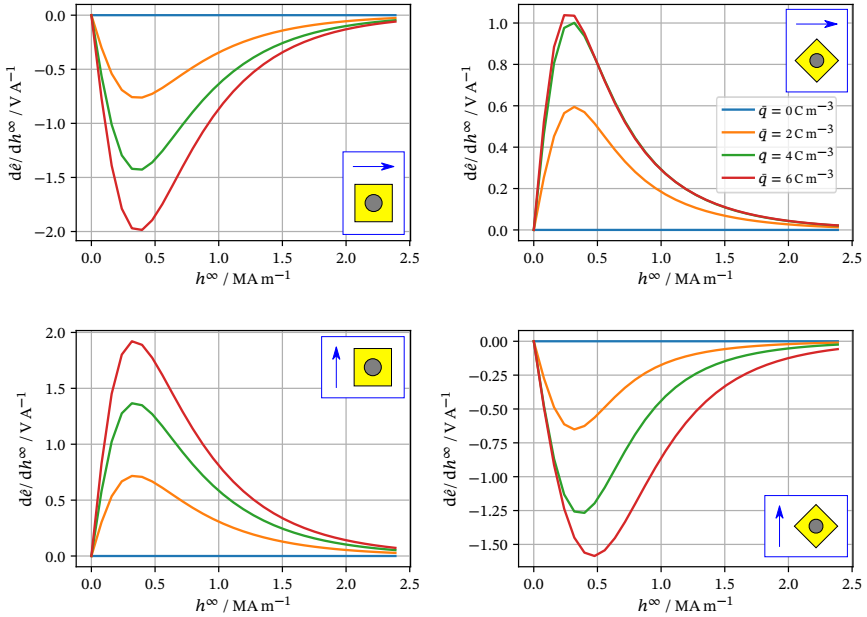 0.0
−0.5
−1.0
−1.5
−2.0
dê/ dh∞ / V A−1
0.0 0.5 1.0 1.5 2.0 2.5
h∞ / MA m−1
1.0
0.8
0.6
0.4
0.2
0.0
dê/ dh∞ / V A−1
q̄ = 0 C m−3
q̄ = 2 C m−3
q̄ = 4 C m−3
q̄ = 6 C m−3
0.0 0.5 1.0 1.5 2.0 2.5
h∞ / MA m−1
2.0
1.5
1.0
0.5
0.0
dê/ dh∞ / V A−1
0.0 0.5 1.0 1.5 2.0 2.5
h∞ / MA m−1
0.00
−0.25
−0.50
−0.75
−1.00
−1.25
−1.50
dê/ dh∞ / V A−1
0.0 0.5 1.0 1.5 2.0 2.5
h∞ / MA m−1